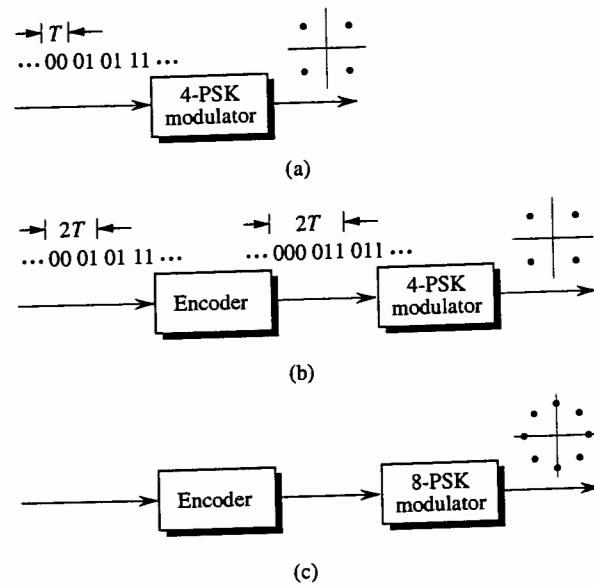 T
··· 00 01 01 11 ···
4-PSK
modulator
(a)
2T
2T
··· 00 01 01 11 ···
··· 000 011 011 ···
Encoder
4-PSK
modulator
(b)
Encoder
8-PSK
modulator
(c)